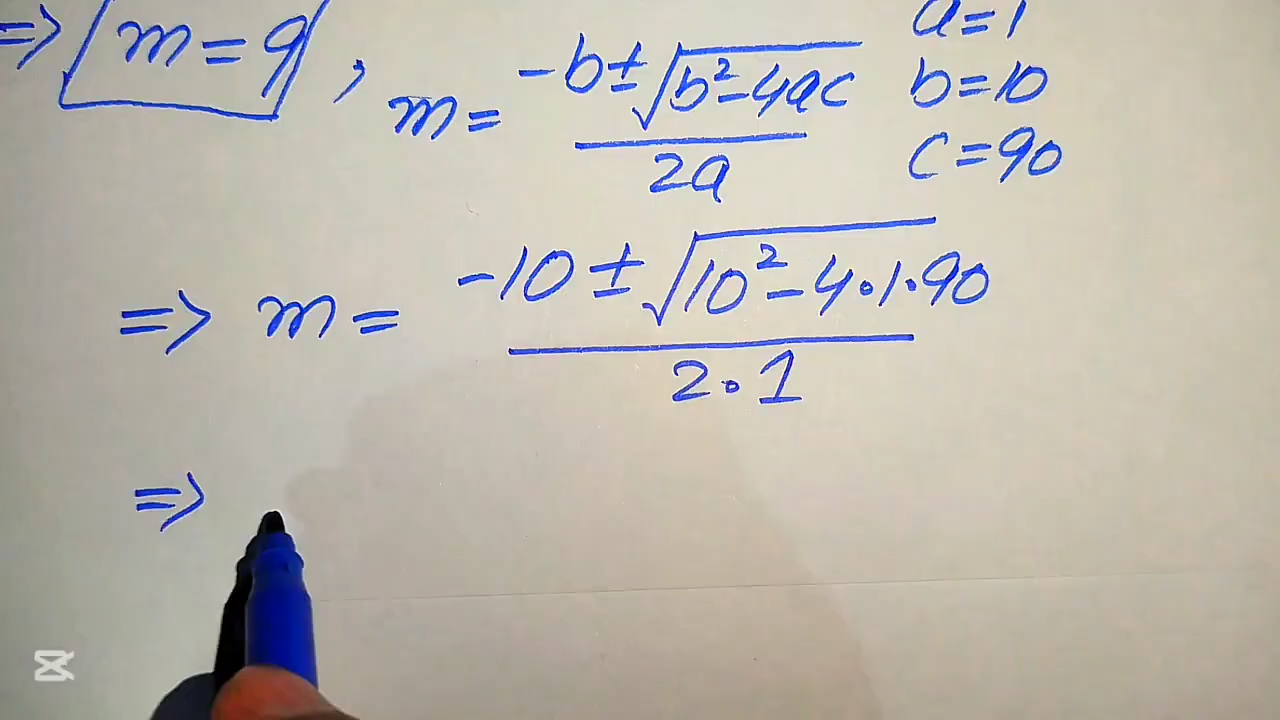 => m = 9 , m = -b ± √b² - 4ac / 2a
a = 1
b = 10
c = 90
=> m = -10 ± √10² - 4·1·90 / 2·1
=>